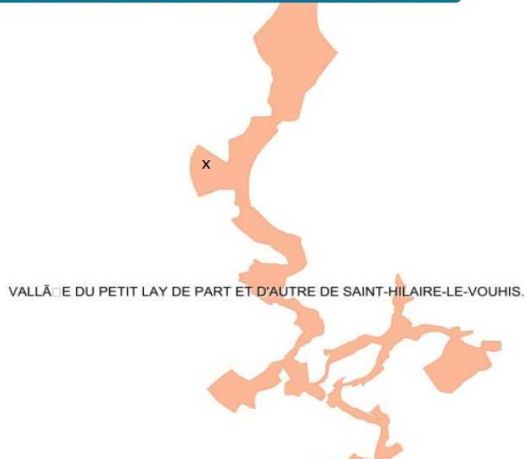 x
VALLÃ□E DU PETIT LAY DE PART ET D'AUTRE DE SAINT-HILAIRE-LE-VOUHIS.